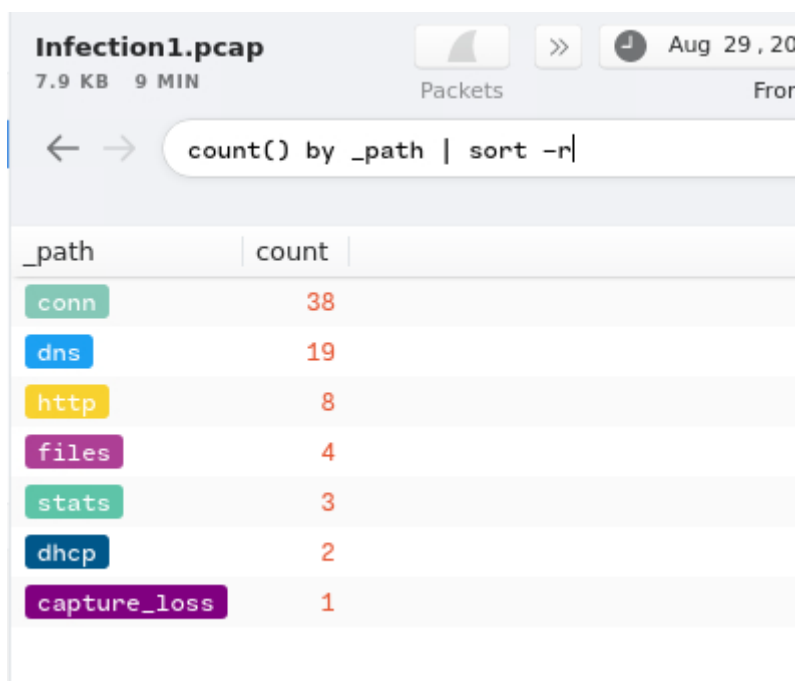 Infection1.pcap
7.9 KB 9 MIN
Packets
Aug 29, 20
From
count() by _path | sort -r
_path count
conn 38
dns 19
http 8
files 4
stats 3
dhcp 2
capture_loss 1